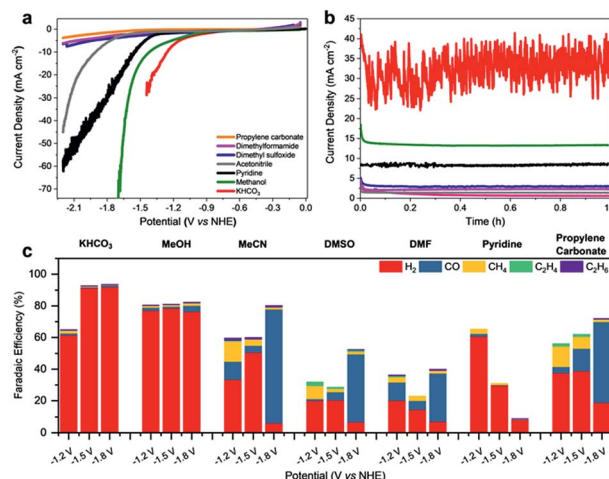 a
b
0
-10
-20
-30
-40
-50
-60
-70
Current Density (mA cm⁻²)
Propylene carbonate
Dimethylformamide
Dimethyl sulfoxide
Acetonitrile
Pyridine
Methanol
KHCO₃
-2.1 -1.8 -1.5 -1.2 -0.9 -0.6 -0.3 0.0
Potential (V vs NHE)
45
40
35
30
25
20
15
10
5
0
Current Density (mA cm⁻²)
0.0 0.2 0.4 0.6 0.8 1.
Time (h)
c
KHCO₃ MeOH MeCN DMSO DMF Pyridine Propylene
Carbonate
H₂ CO CH₄ C₂H₄ C₂H₆
100
80
60
40
20
0
Faradaic Efficiency (%)
-1.2 V -1.5 V -1.8 V -1.2 V -1.5 V -1.8 V -1.2 V -1.5 V -1.8 V -1.2 V -1.5 V -1.8 V -1.2 V -1.5 V -1.8 V -1.2 V -1.5 V -1.8 V -1.2 V -1.5 V -1.8 V
Potential (V vs NHE)